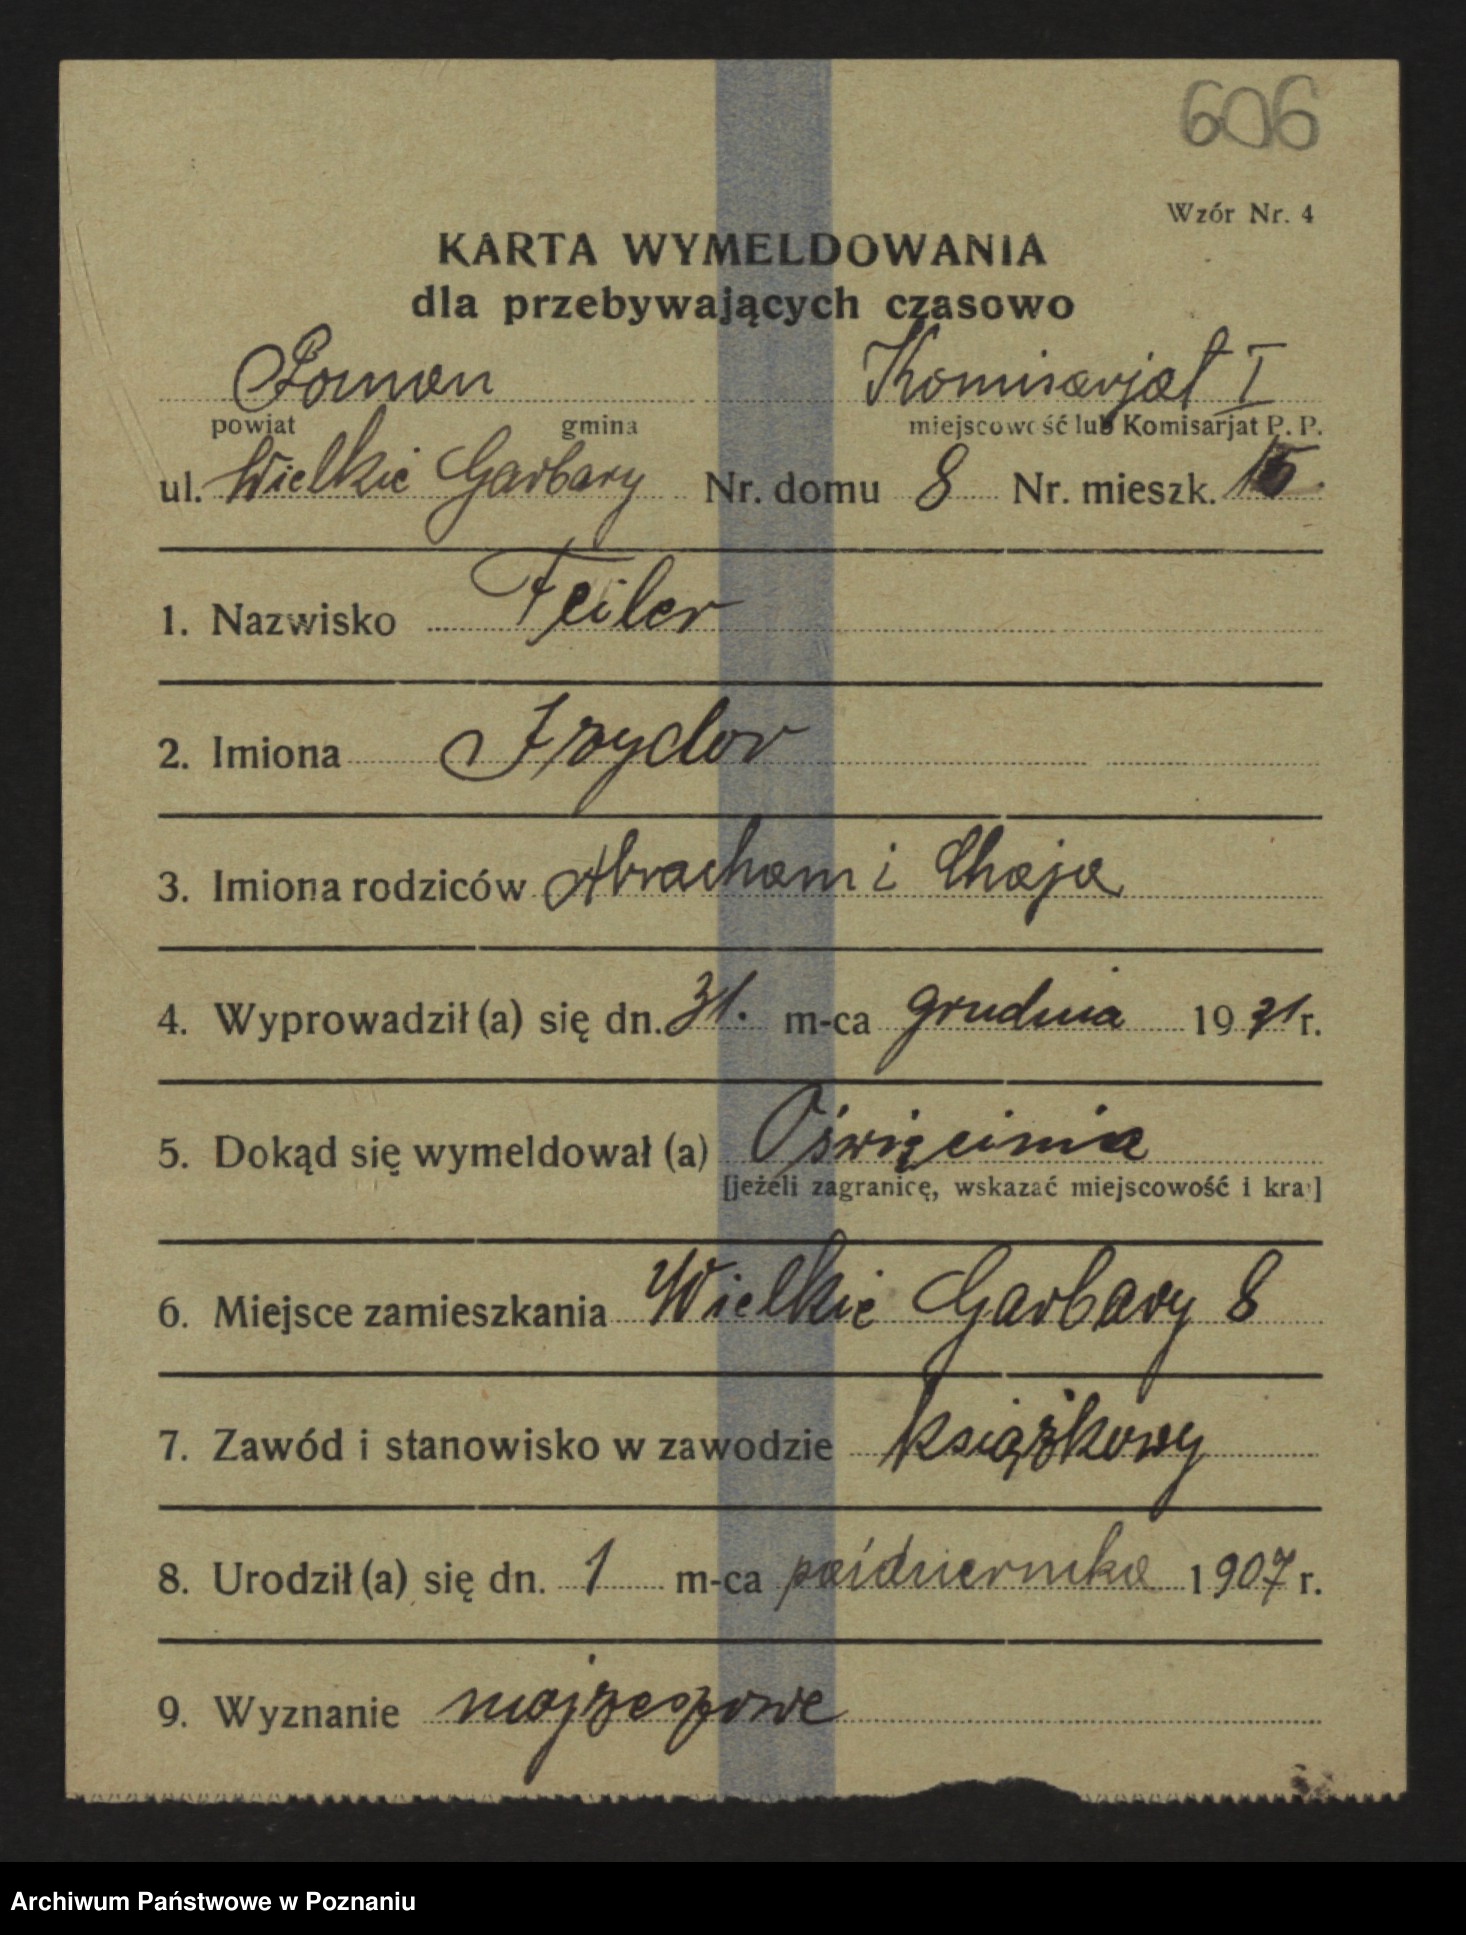 606
Wzór Nr. 4
KARTA WYMELDOWANIA
dla przebywających czasowo
Poznań Komisarjat I
powiat gmina miejscowość lub Komisarjat P. P.
ul. Wielkie Garbary Nr. domu 8 Nr. mieszk. 15
1. Nazwisko Feiler
2. Imiona Izydor
3. Imiona rodziców Abracham i Chaja
4. Wyprowadził (a) się dn. 31. m-ca grudnia 1931 r.
5. Dokąd się wymeldował (a) Oświęcimia
[jeżeli zagranicę, wskazać miejscowość i kraj]
6. Miejsce zamieszkania Wielkie Garbary 8
7. Zawód i stanowisko w zawodzie książkowy
8. Urodził (a) się dn. 1 m-ca października 1907 r.
9. Wyznanie mojżeszowe
Archiwum Państwowe w Poznaniu